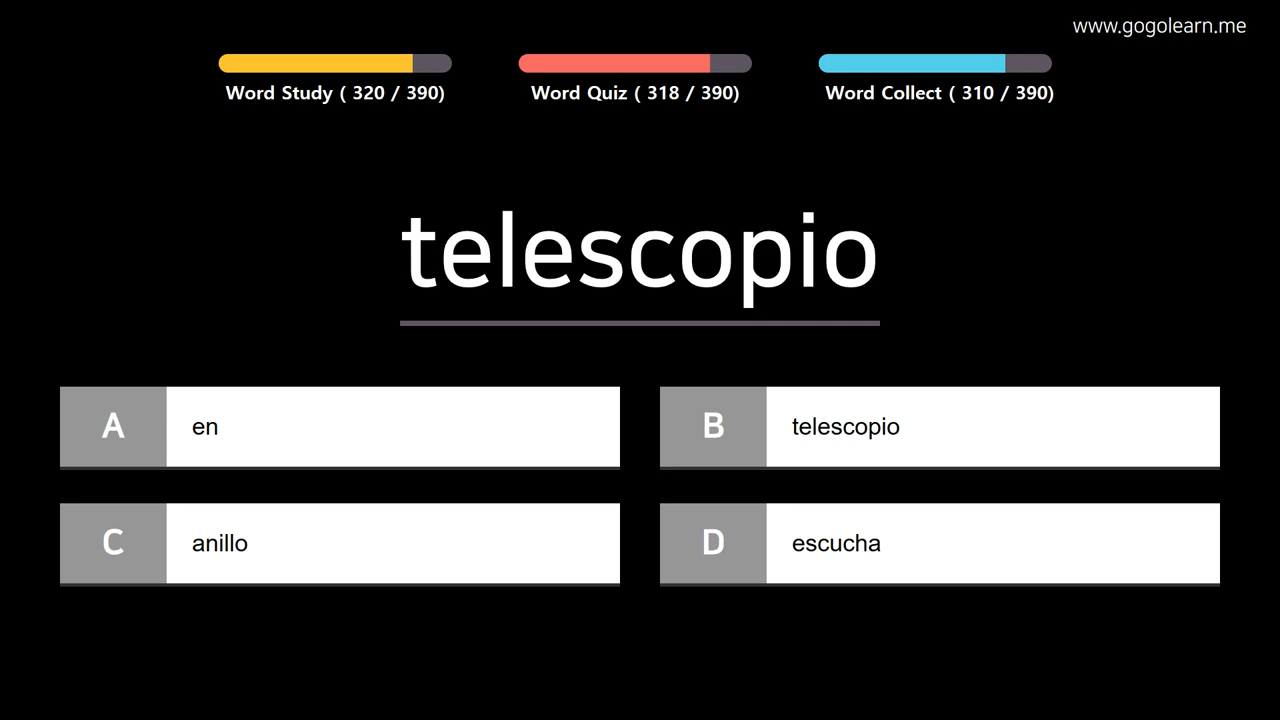 www.gogolearn.me
Word Study ( 320 / 390)
Word Quiz ( 318 / 390)
Word Collect ( 310 / 390)
telescopio
A en
B telescopio
C anillo
D escucha